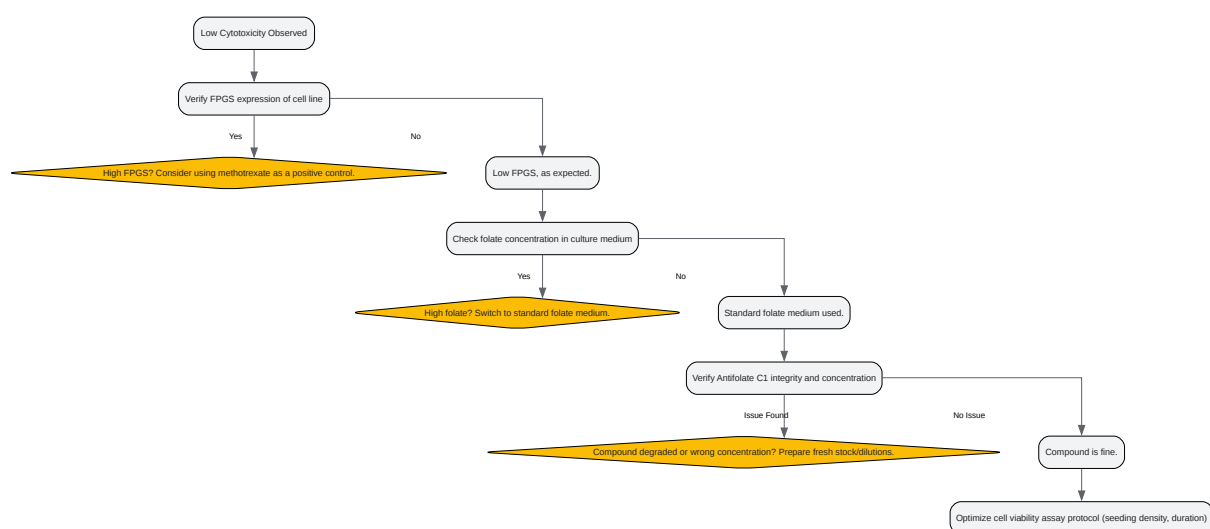 Low Cytotoxicity Observed
Verify FPGS expression of cell line
Yes
No
High FPGS? Consider using methotrexate as a positive control.
Low FPGS, as expected.
Check folate concentration in culture medium
Yes
No
High folate? Switch to standard folate medium.
Standard folate medium used.
Verify Antifolate C1 integrity and concentration
Issue Found
No Issue
Compound degraded or wrong concentration? Prepare fresh stock/dilutions.
Compound is fine.
Optimize cell viability assay protocol (seeding density, duration)